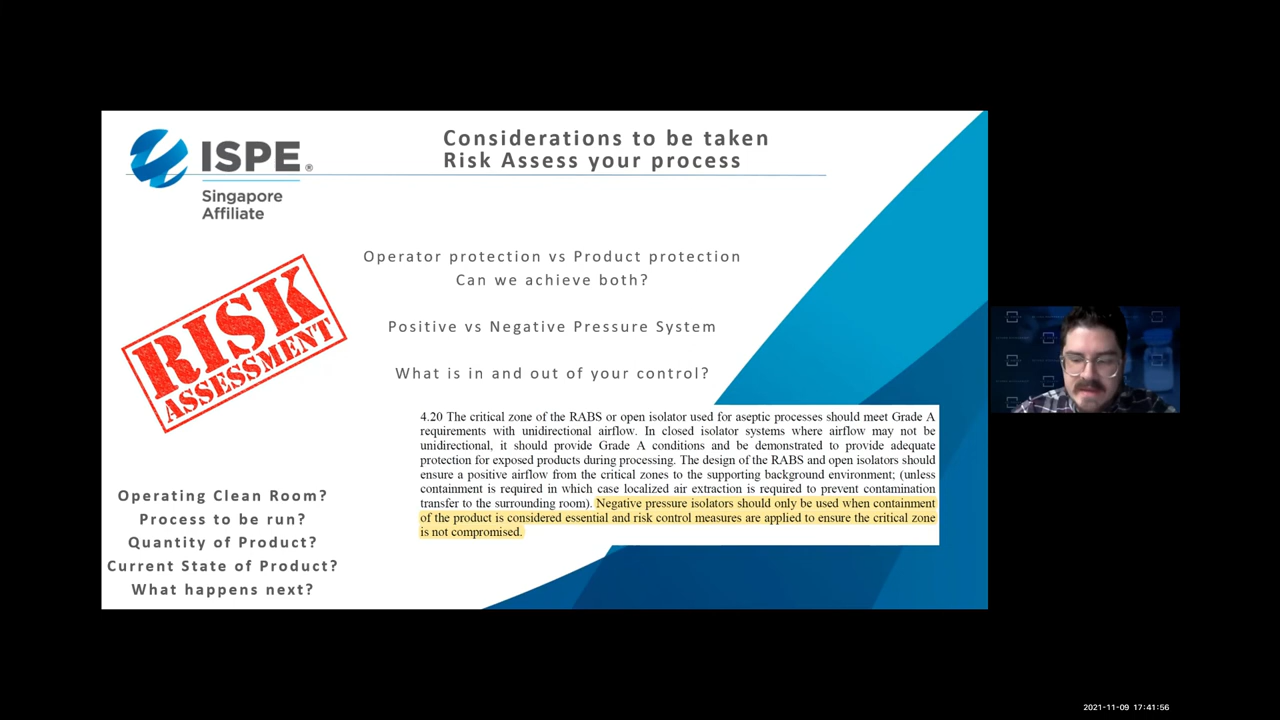 ISPE®
Singapore
Affiliate
Considerations to be taken
Risk Assess your process
Operator protection vs Product protection
Can we achieve both?
Positive vs Negative Pressure System
What is in and out of your control?
RISK
ASSESSMENT
4.20 The critical zone of the RABS or open isolator used for aseptic processes should meet Grade A
requirements with unidirectional airflow. In closed isolator systems where airflow may not be
unidirectional, it should provide Grade A conditions and be demonstrated to provide adequate
protection for exposed products during processing. The design of the RABS and open isolators should
ensure a positive airflow from the critical zones to the supporting background environment; (unless
containment is required in which case localized air extraction is required to prevent contamination
transfer to the surrounding room). Negative pressure isolators should only be used when containment
of the product is considered essential and risk control measures are applied to ensure the critical zone
is not compromised.
Operating Clean Room?
Process to be run?
Quantity of Product?
Current State of Product?
What happens next?
2021-11-09 17:41:56